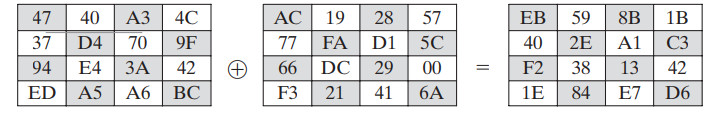 47 40 A3 4C AC 19 28 57 EB 59 8B 1B
37 D4 70 9F 77 FA D1 5C 40 2E A1 C3
94 E4 3A 42 ⊕ 66 DC 29 00 = F2 38 13 42
ED A5 A6 BC F3 21 41 6A 1E 84 E7 D6